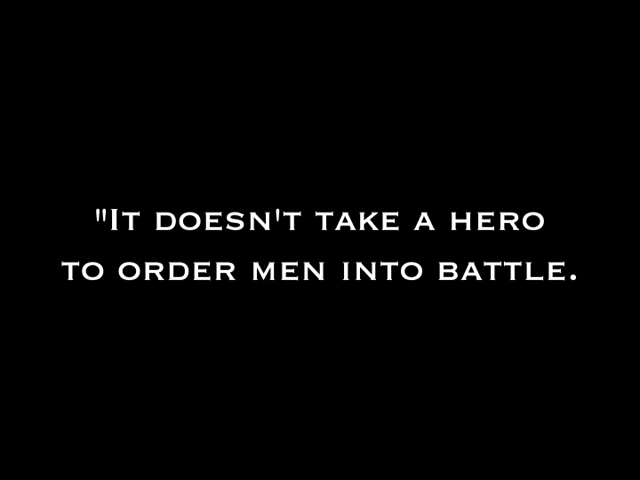 "It doesn't take a hero
to order men into battle.